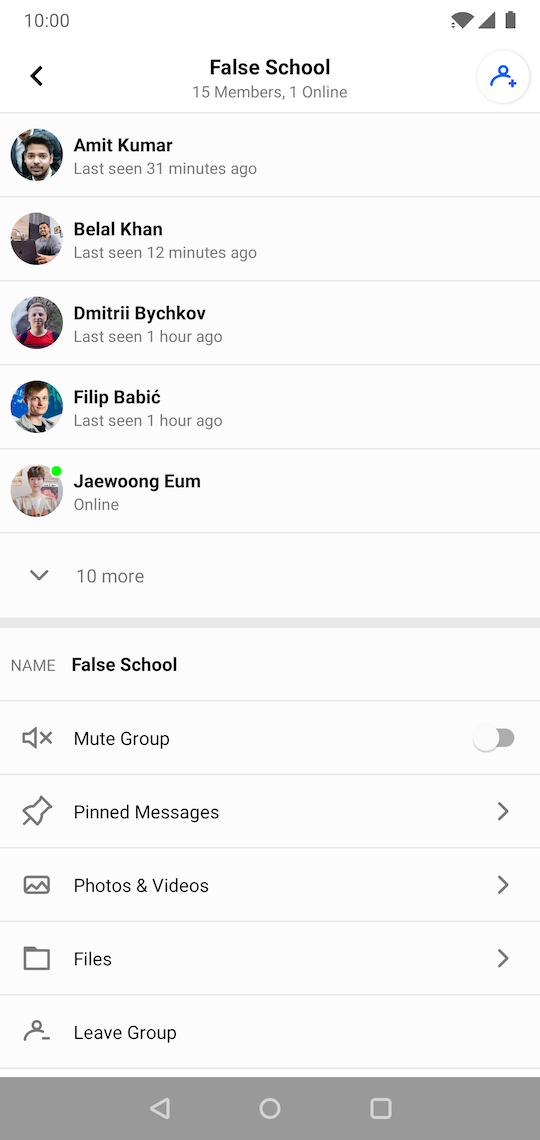 10:00
False School
15 Members, 1 Online
Amit Kumar
Last seen 31 minutes ago
Belal Khan
Last seen 12 minutes ago
Dmitrii Bychkov
Last seen 1 hour ago
Filip Babić
Last seen 1 hour ago
Jaewoong Eum
Online
10 more
NAME False School
Mute Group
Pinned Messages
Photos & Videos
Files
Leave Group